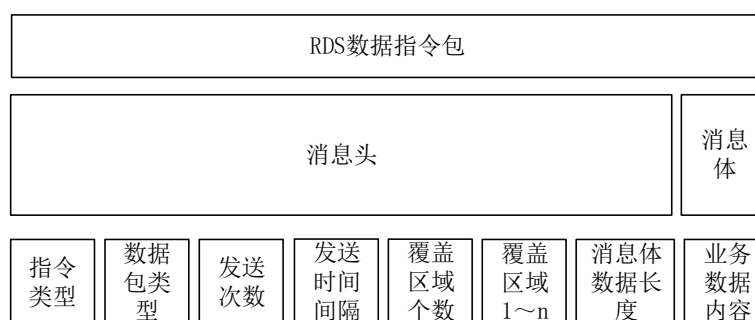 RDS数据指令包
消息头
消息
体
指令
类型
数据
包类
型
发送
次数
发送
时间
间隔
覆盖
区域
个数
覆盖
区域
1~n
消息体
数据长
度
业务
数据
内容